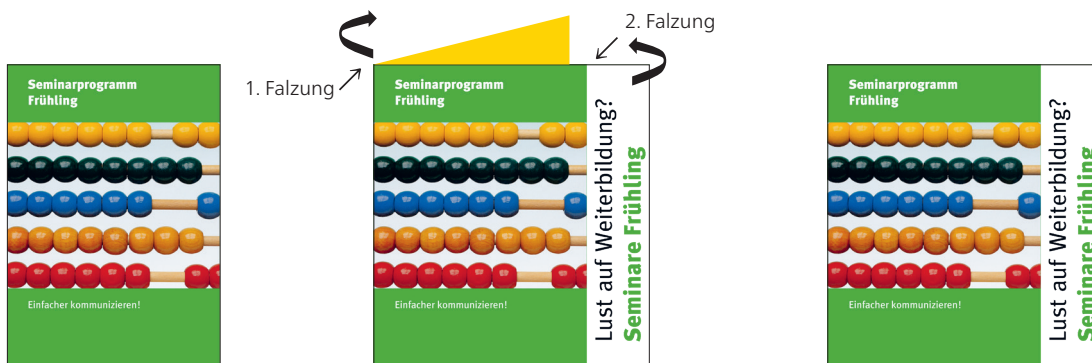 Seminarprogramm
Frühling
Einfacher kommunizieren!
1. Falzung
2. Falzung
Seminarprogramm
Frühling
Einfacher kommunizieren!
Lust auf Weiterbildung?
Seminare Frühling
Seminarprogramm
Frühling
Einfacher kommunizieren!
Lust auf Weiterbildung?
Seminare Frühling